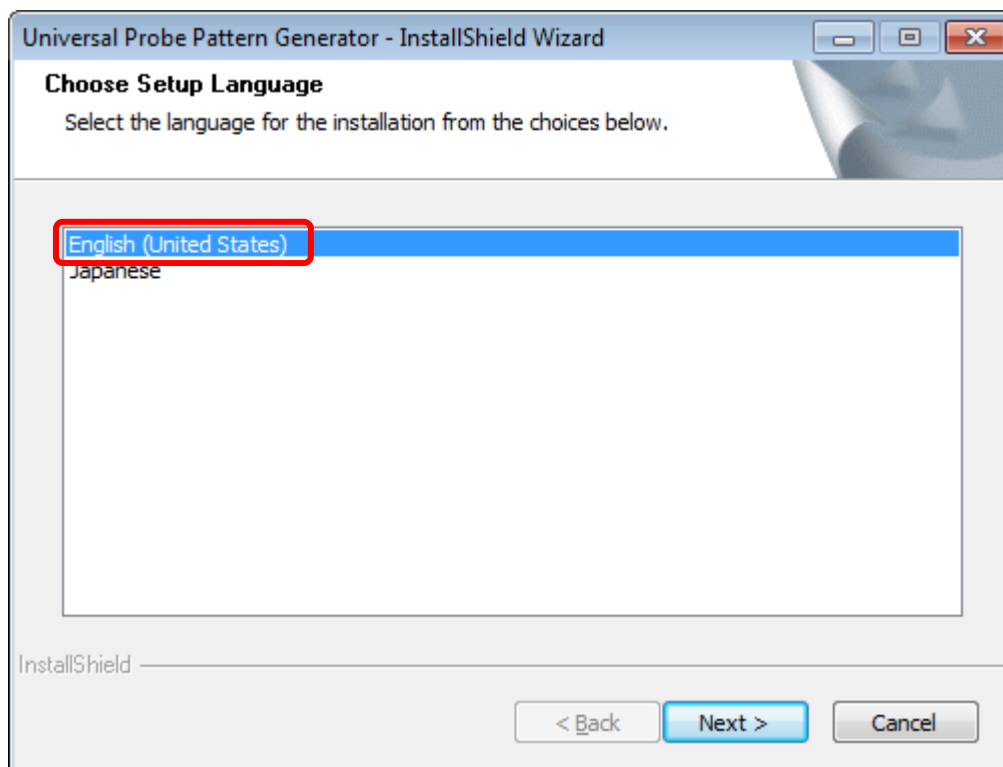 Universal Probe Pattern Generator - InstallShield Wizard
Choose Setup Language
Select the language for the installation from the choices below.
English (United States)
Japanese
InstallShield
< Back
Next >
Cancel